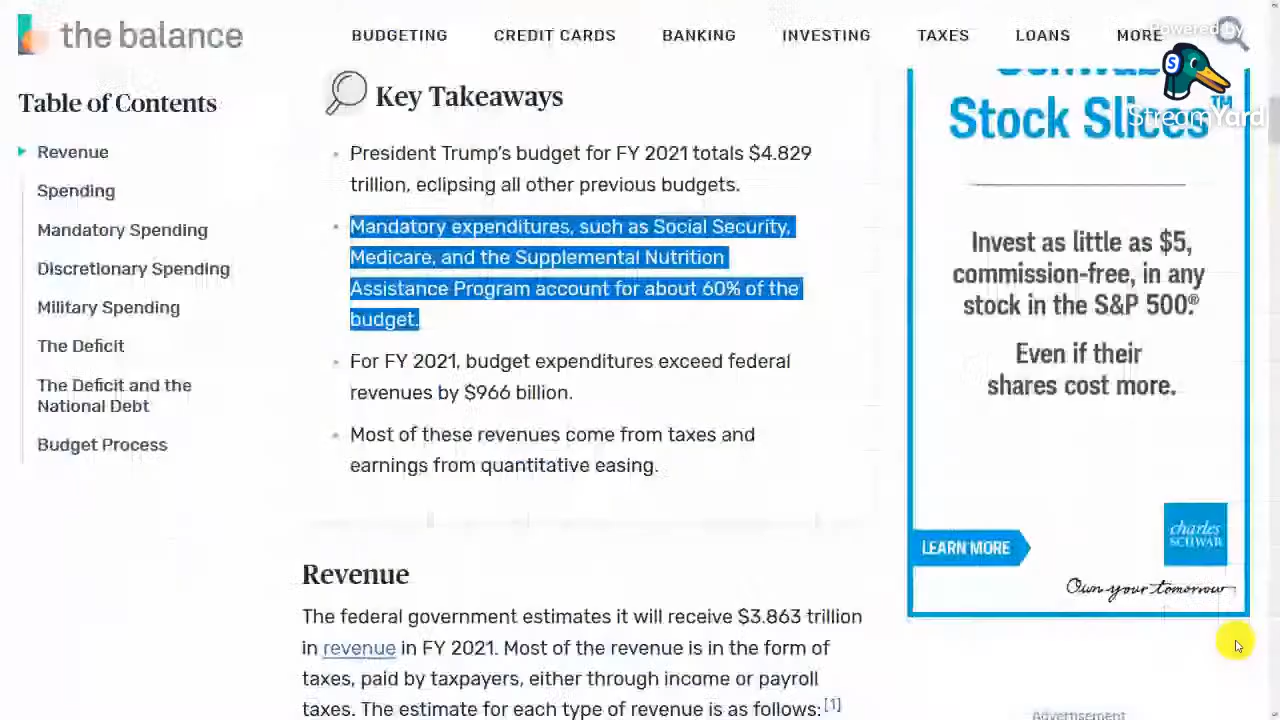 the balance
BUDGETING
CREDIT CARDS
BANKING
INVESTING
TAXES
LOANS
MORE
Powered by
S
StreamYard
Table of Contents
Revenue
Spending
Mandatory Spending
Discretionary Spending
Military Spending
The Deficit
The Deficit and the
National Debt
Budget Process
Key Takeaways
President Trump's budget for FY 2021 totals $4.829
trillion, eclipsing all other previous budgets.
Mandatory expenditures, such as Social Security,
Medicare, and the Supplemental Nutrition
Assistance Program account for about 60% of the
budget.
For FY 2021, budget expenditures exceed federal
revenues by $966 billion.
Most of these revenues come from taxes and
earnings from quantitative easing.
Revenue
The federal government estimates it will receive $3.863 trillion
in revenue in FY 2021. Most of the revenue is in the form of
taxes, paid by taxpayers, either through income or payroll
taxes. The estimate for each type of revenue is as follows:[1]
Stock Slices™
Invest as little as $5,
commission-free, in any
stock in the S&P 500.®
Even if their
shares cost more.
LEARN MORE
charles
SCHWAB
Own your tomorrow
Advertisement